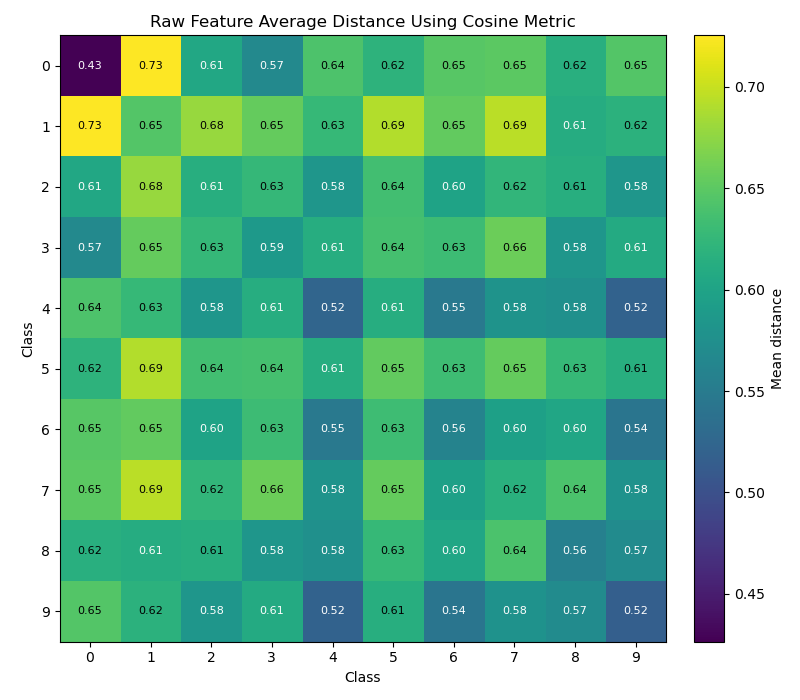 Raw Feature Average Distance Using Cosine Metric
0 0.43 0.73 0.61 0.57 0.64 0.62 0.65 0.65 0.62 0.65
1 0.73 0.65 0.68 0.65 0.63 0.69 0.65 0.69 0.61 0.62
2 0.61 0.68 0.61 0.63 0.58 0.64 0.60 0.62 0.61 0.58
3 0.57 0.65 0.63 0.59 0.61 0.64 0.63 0.66 0.58 0.61
4 0.64 0.63 0.58 0.61 0.52 0.61 0.55 0.58 0.58 0.52
5 0.62 0.69 0.64 0.64 0.61 0.65 0.63 0.65 0.63 0.61
6 0.65 0.65 0.60 0.63 0.55 0.63 0.56 0.60 0.60 0.54
7 0.65 0.69 0.62 0.66 0.58 0.65 0.60 0.62 0.64 0.58
8 0.62 0.61 0.61 0.58 0.58 0.63 0.60 0.64 0.56 0.57
9 0.65 0.62 0.58 0.61 0.52 0.61 0.54 0.58 0.57 0.52
0 1 2 3 4 5 6 7 8 9
Class
Class
0.70
0.65
0.60
0.55
0.50
0.45
Mean distance